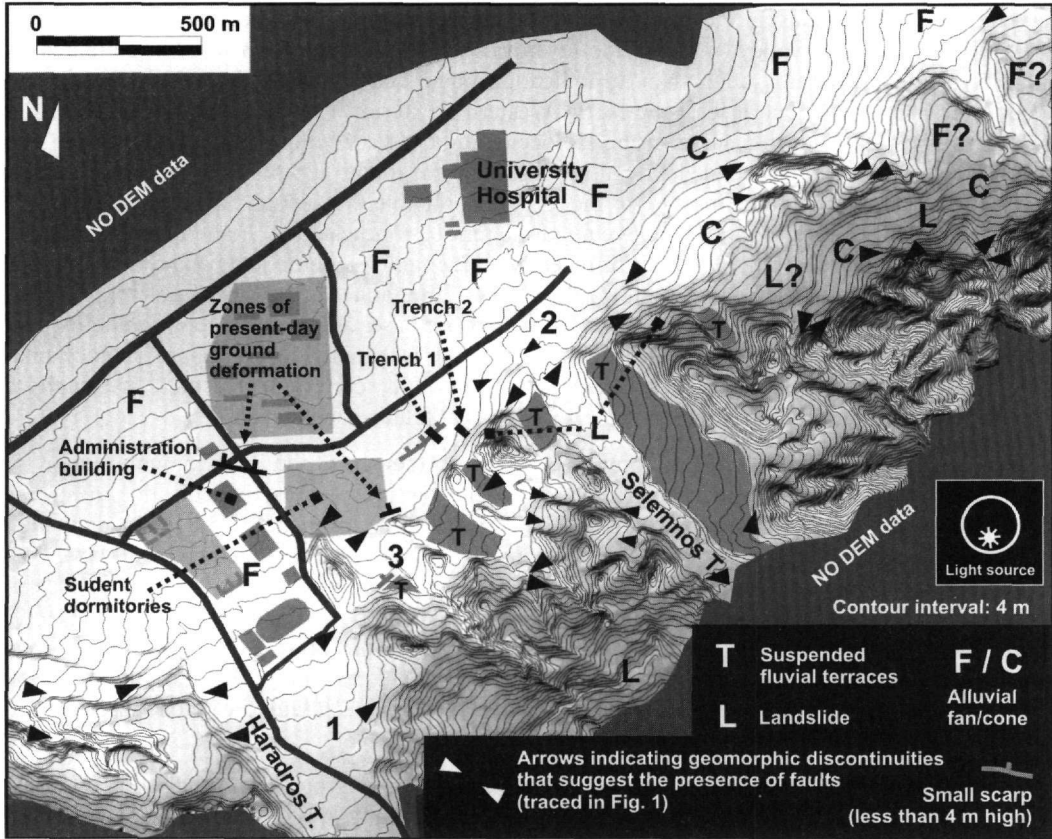 0 500 m
N
NO DEM data
University
Hospital
F
F
F?
F?
F
F
F
F
F
C
C
C
C
L
L?
Zones of
present-day
ground
deformation
Trench 2
Trench 1
2
T
T
T
T
T
T
L
Administration
building
Selemnos T.
3
F
Sudent
dormitories
NO DEM data
Light source
Contour interval: 4 m
L
1
Haradros T.
T Suspended
fluvial terraces
F / C
Alluvial
fan/cone
L Landslide
Arrows indicating geomorphic discontinuities
that suggest the presence of faults
(traced in Fig. 1)
Small scarp
(less than 4 m high)